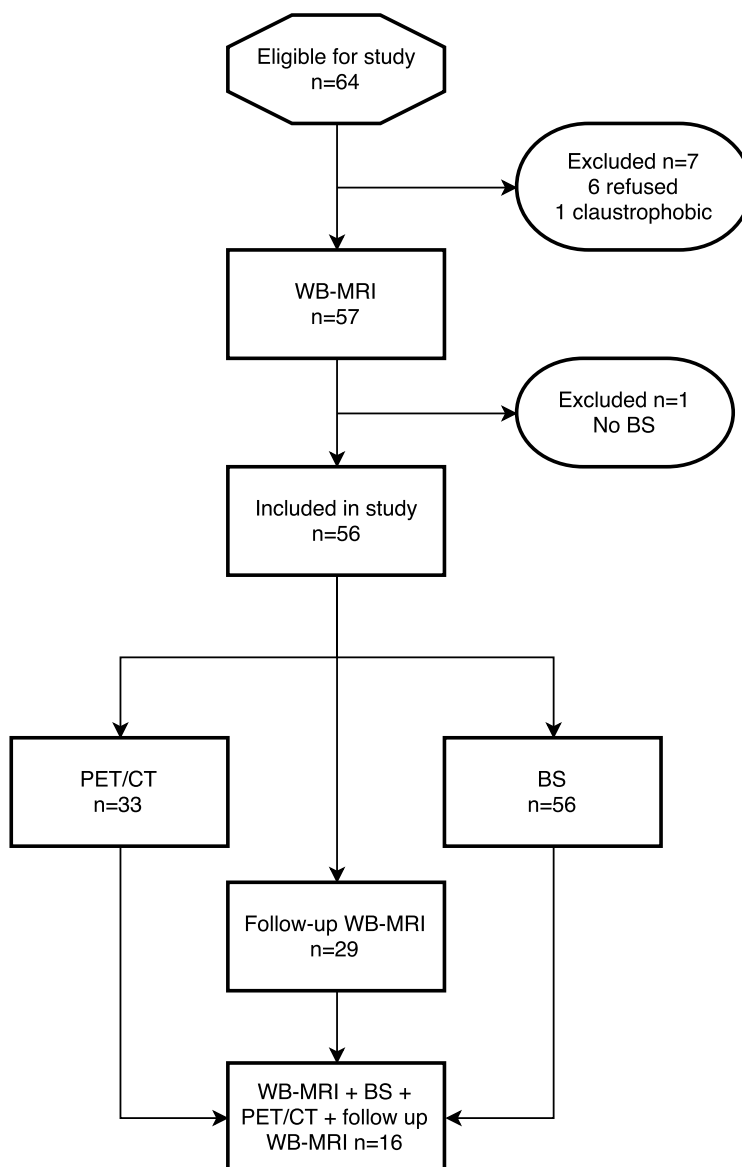 Eligible for study
n=64
Excluded n=7
6 refused
1 claustrophobic
WB-MRI
n=57
Excluded n=1
No BS
Included in study
n=56
PET/CT
n=33
BS
n=56
Follow-up WB-MRI
n=29
WB-MRI + BS +
PET/CT + follow up
WB-MRI n=16